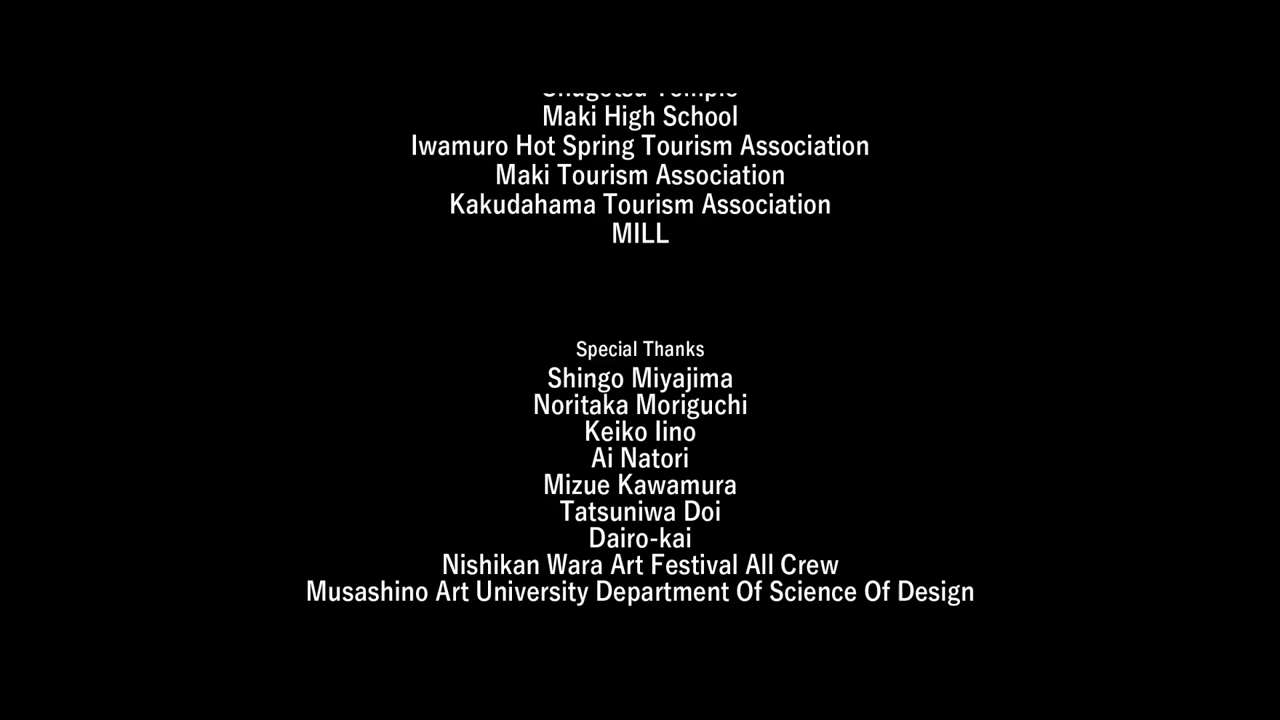 Maki High School
Iwamuro Hot Spring Tourism Association
Maki Tourism Association
Kakudahama Tourism Association
MILL
Special Thanks
Shingo Miyajima
Noritaka Moriguchi
Keiko Iino
Ai Natori
Mizue Kawamura
Tatsuniwa Doi
Dairo-kai
Nishikan Wara Art Festival All Crew
Musashino Art University Department Of Science Of Design